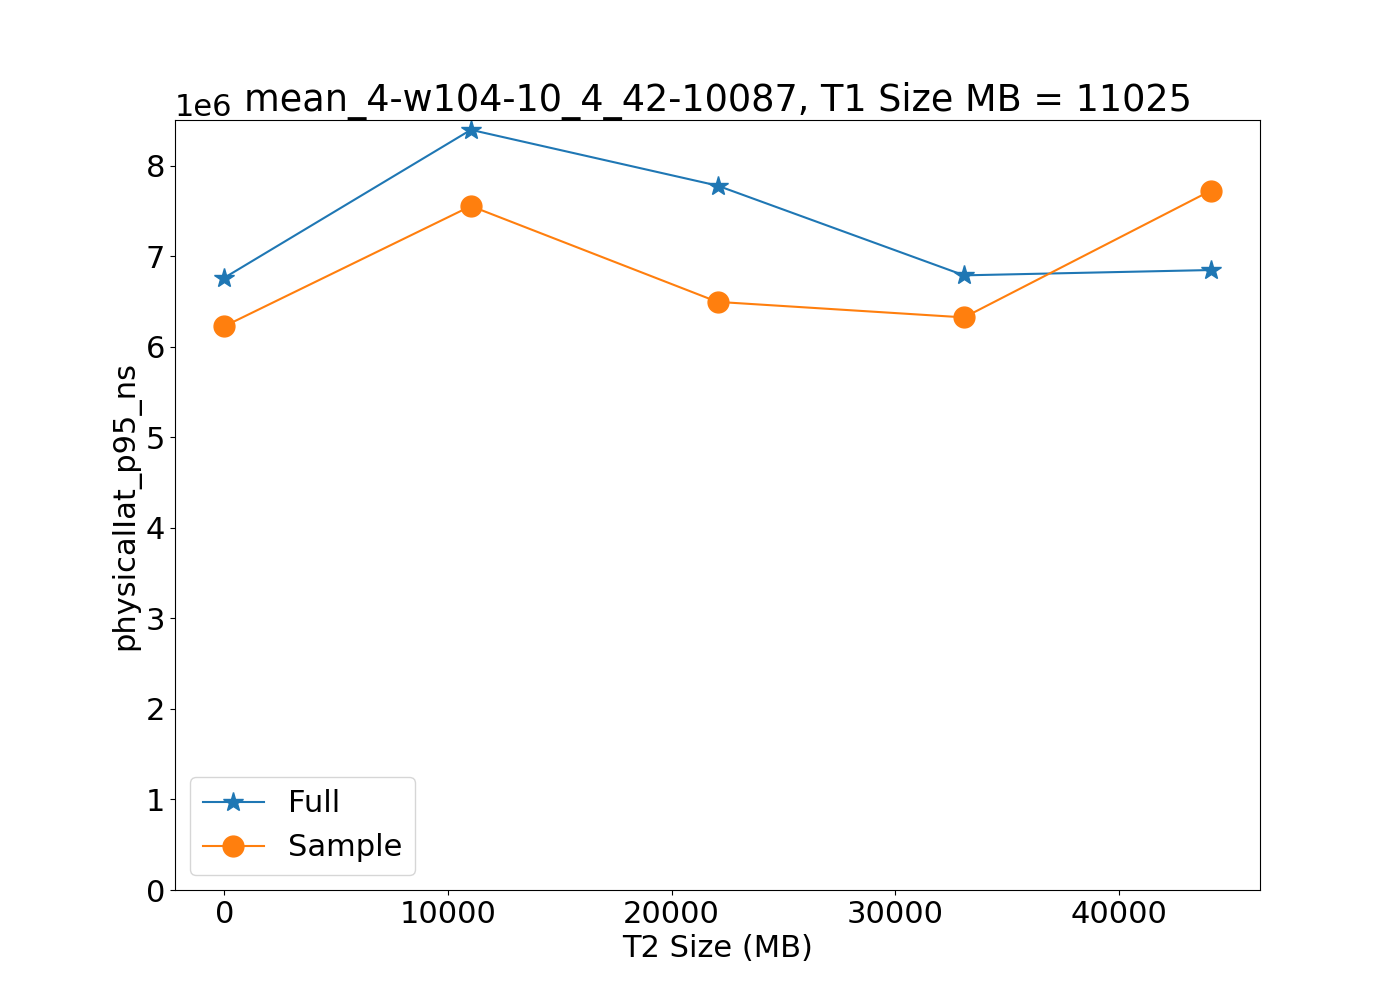 1e6 mean_4-w104-10_4_42-10087, T1 Size MB = 11025
8
7
6
5
4
3
2
1
0
physicallat_p95_ns
Full
Sample
0 10000 20000 30000 40000
T2 Size (MB)